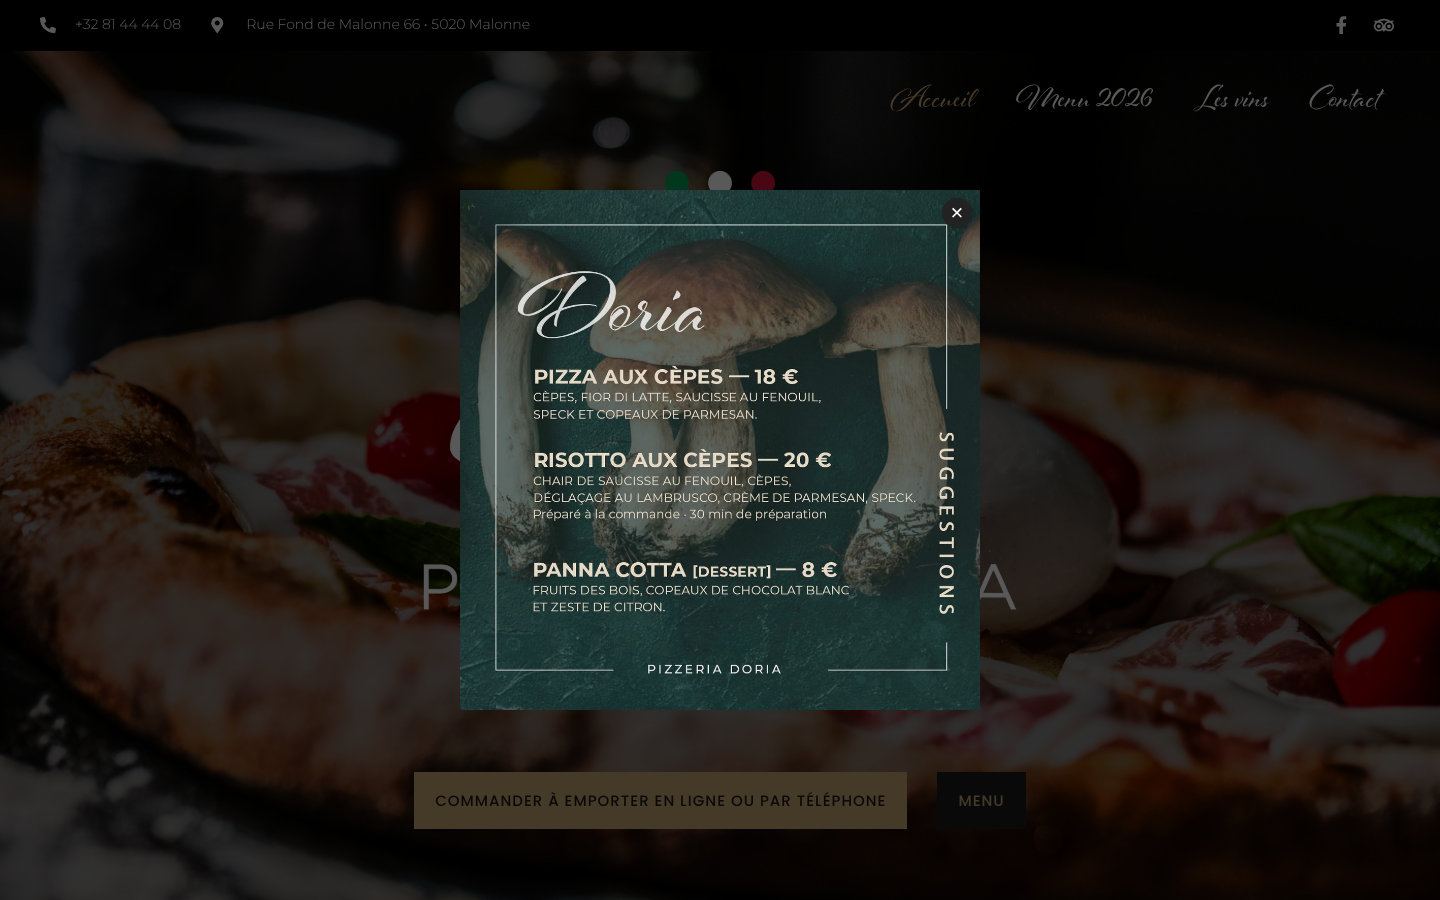 +32 81 44 44 08
Rue Fond de Malonne 66 • 5020 Malonne
Accueil
Menu 2026
Les vins
Contact
Doria
PIZZA AUX CÈPES — 18 €
CÈPES, FIOR DI LATTE, SAUCISSE AU FENOUIL,
SPECK ET COPEAUX DE PARMESAN.
RISOTTO AUX CÈPES — 20 €
CHAIR DE SAUCISSE AU FENOUIL, CÈPES,
DÉGLAÇAGE AU LAMBRUSCO, CRÈME DE PARMESAN, SPECK.
Préparé à la commande · 30 min de préparation
PANNA COTTA [DESSERT] — 8 €
FRUITS DES BOIS, COPEAUX DE CHOCOLAT BLANC
ET ZESTE DE CITRON.
SUGGESTIONS
PIZZERIA DORIA
COMMANDER À EMPORTER EN LIGNE OU PAR TÉLÉPHONE
MENU